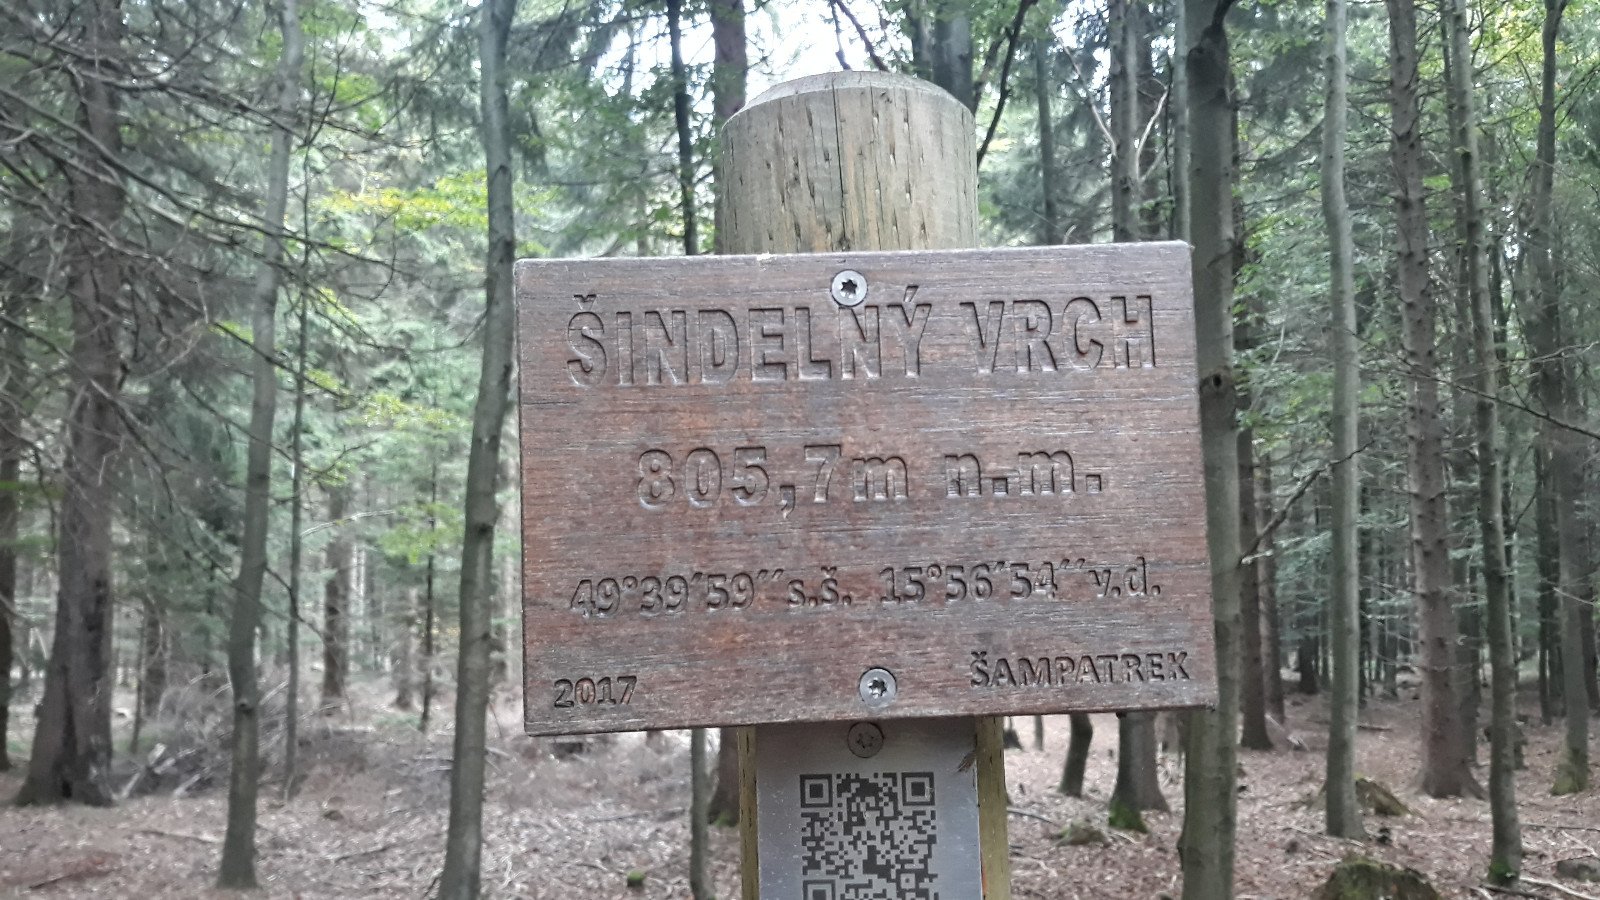 ŠINDELNÝ VRCH
805,7m n.m.
49°39´59´´s.š. 15°56´54´´v.d.
2017 ŠAMPATREK